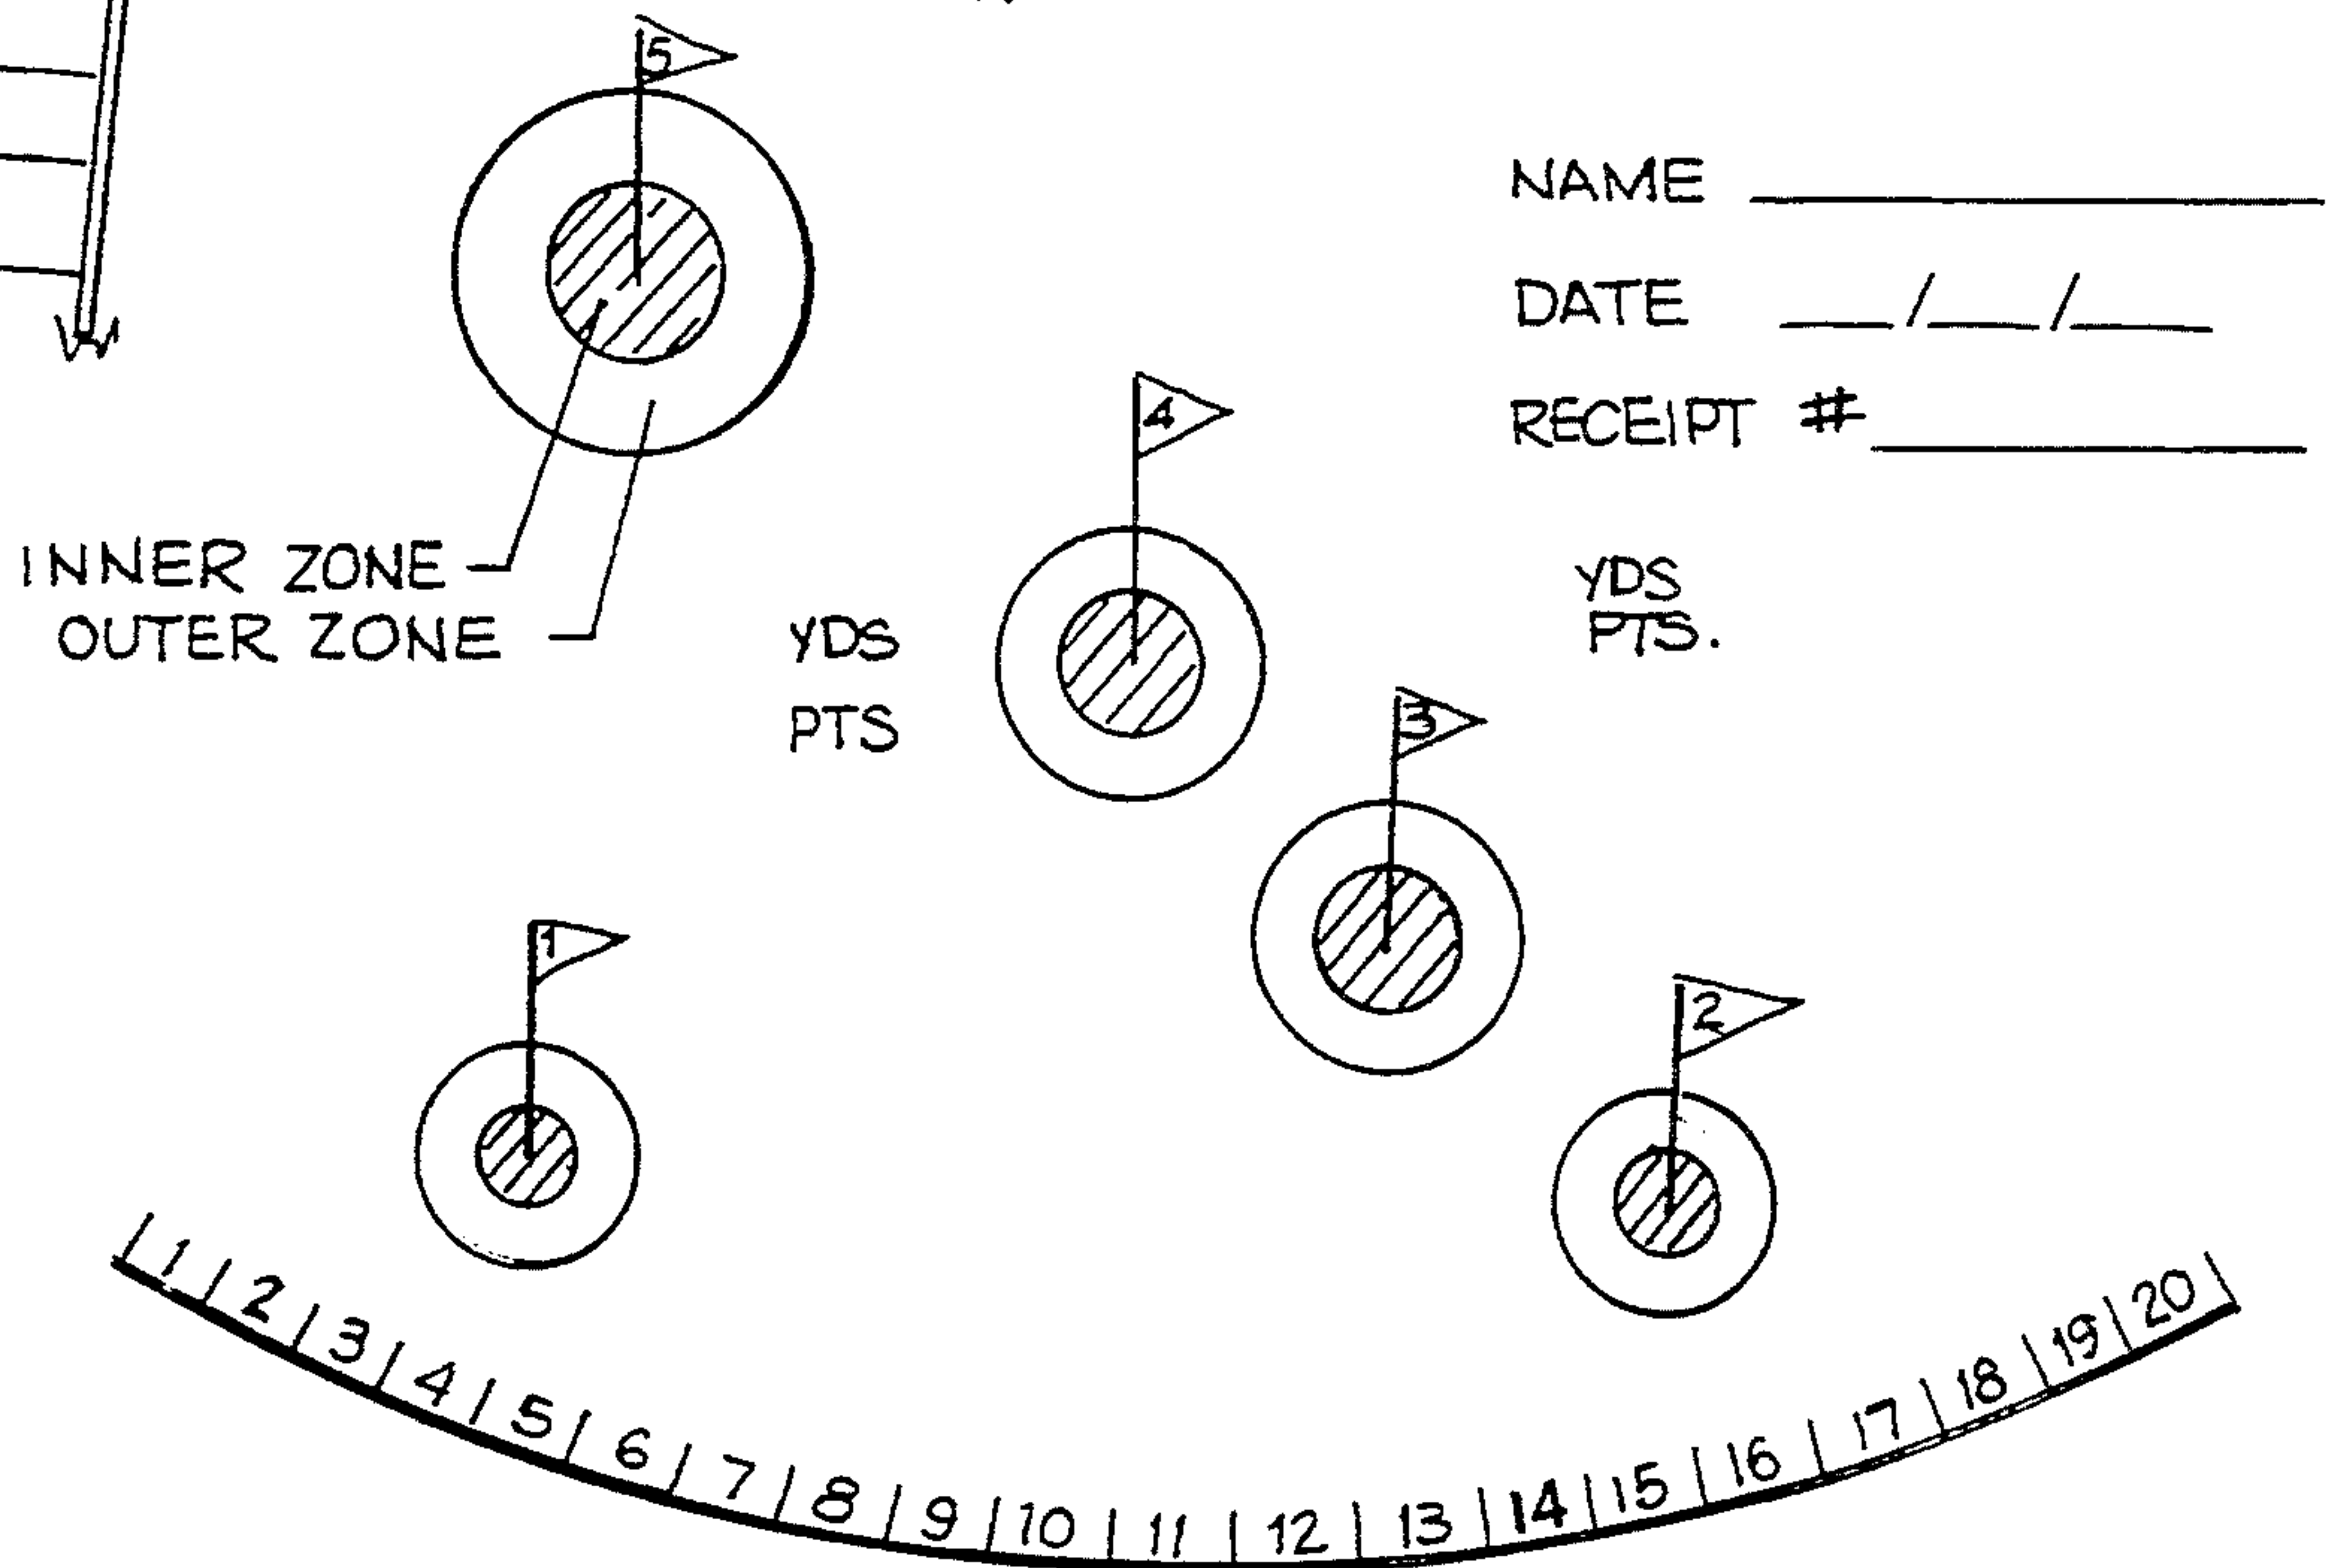 5
NAME
DATE / /
RECEIPT #
4
INNER ZONE
OUTER ZONE
YDS
PTS
YDS
PTS.
3
1
2
1 2 3 4 5 6 7 8 9 10 11 12 13 14 15 16 17 18 19 20